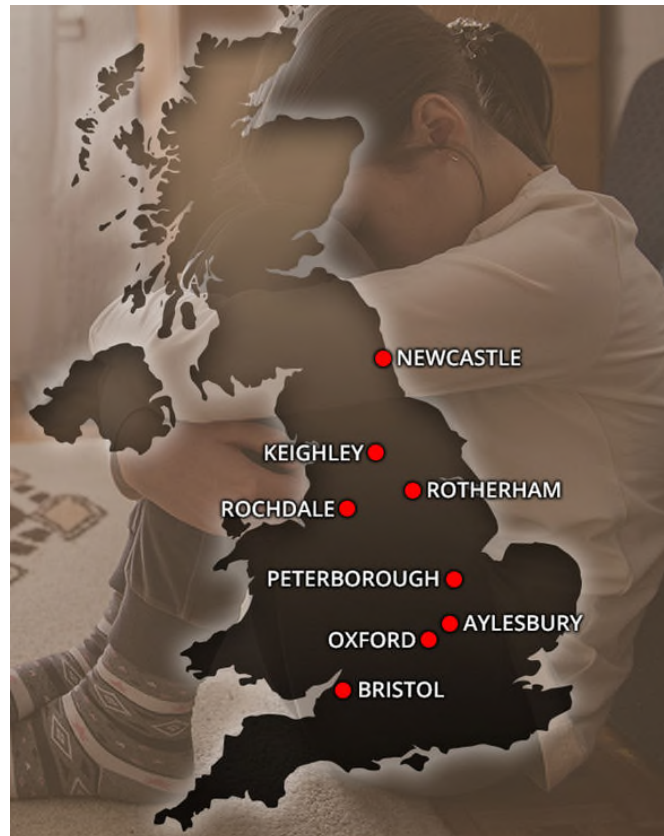 NEWCASTLE
KEIGHLEY
ROTHERHAM
ROCHDALE
PETERBOROUGH
AYLESBURY
OXFORD
BRISTOL